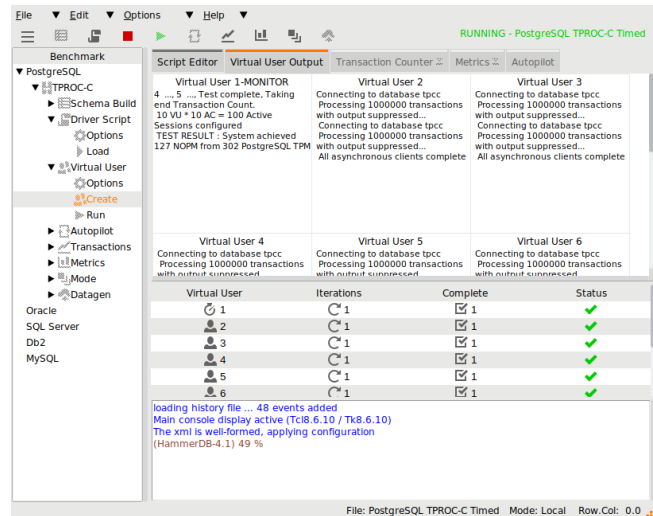 File Edit Options Help
RUNNING - PostgreSQL TPROC-C Timed
Benchmark
PostgreSQL
TPROC-C
Schema Build
Driver Script
Options
Load
Virtual User
Options
Create
Run
Autopilot
Transactions
Metrics
Mode
Datagen
Oracle
SQL Server
Db2
MySQL
Script Editor Virtual User Output Transaction Counter Metrics Autopilot
Virtual User 1-MONITOR
4 ..., 5 ..., Test complete, Taking
end Transaction Count.
10 VU * 10 AC = 100 Active
Sessions configured
TEST RESULT : System achieved
127 NOPM from 302 PostgreSQL TPM
Virtual User 2
Connecting to database tpcc
Processing 1000000 transactions
with output suppressed...
Connecting to database tpcc
Processing 1000000 transactions
with output suppressed...
All asynchronous clients complete
Virtual User 3
Connecting to database tpcc
Processing 1000000 transactions
with output suppressed...
Connecting to database tpcc
Processing 1000000 transactions
with output suppressed...
All asynchronous clients complete
Virtual User 4
Connecting to database tpcc
Processing 1000000 transactions
with output suppressed
Virtual User 5
Connecting to database tpcc
Processing 1000000 transactions
with output suppressed
Virtual User 6
Connecting to database tpcc
Processing 1000000 transactions
with output suppressed
Virtual User Iterations Complete Status
1 1 1
2 1 1
3 1 1
4 1 1
5 1 1
6 1 1
loading history file ... 48 events added
Main console display active (Tcl8.6.10 / Tk8.6.10)
The xml is well-formed, applying configuration
(HammerDB-4.1) 49 %
File: PostgreSQL TPROC-C Timed Mode: Local Row.Col: 0.0